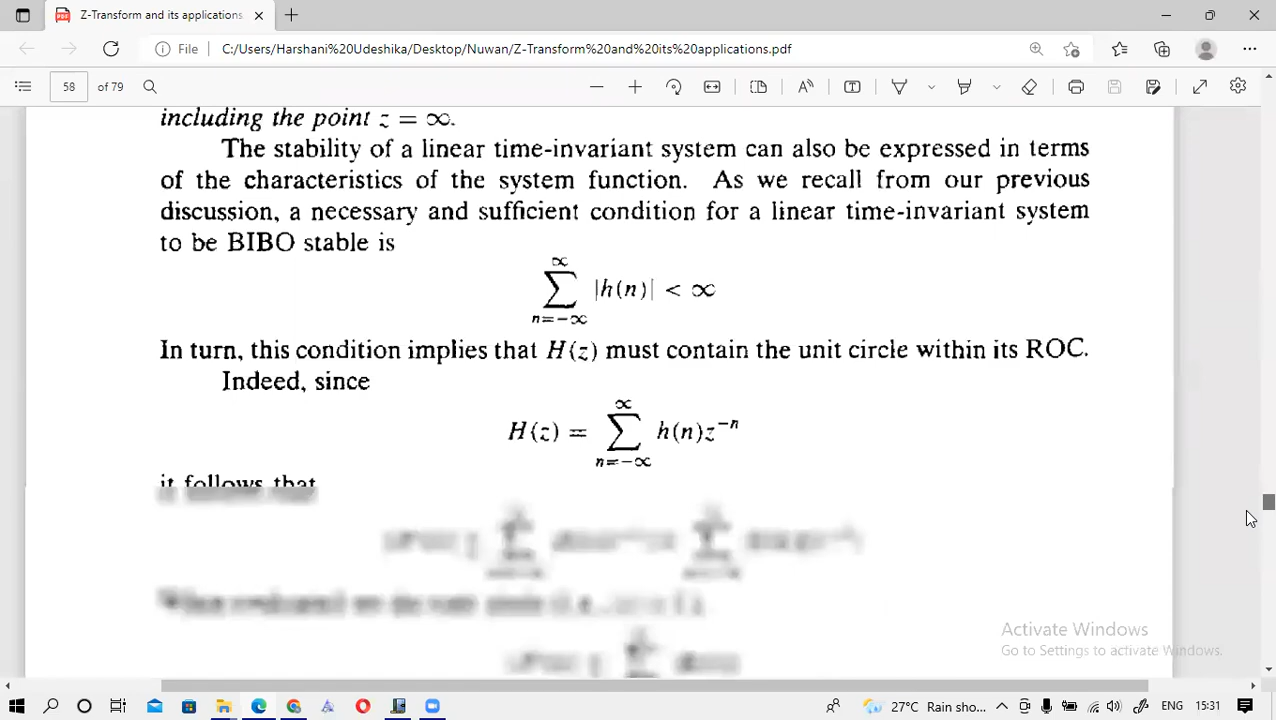 Z-Transform and its applications
File C:/Users/Harshani%20Udeshika/Desktop/Nuwan/Z-Transform%20and%20its%20applications.pdf
58 of 79
including the point z = ∞.
The stability of a linear time-invariant system can also be expressed in terms
of the characteristics of the system function. As we recall from our previous
discussion, a necessary and sufficient condition for a linear time-invariant system
to be BIBO stable is
∞
∑ |h(n)| < ∞
n=−∞
In turn, this condition implies that H(z) must contain the unit circle within its ROC.
Indeed, since
∞
H(z) = ∑ h(n)z⁻ⁿ
n=−∞
it follows that
Activate Windows
Go to Settings to activate Windows.
27°C Rain sho... ENG 15:31